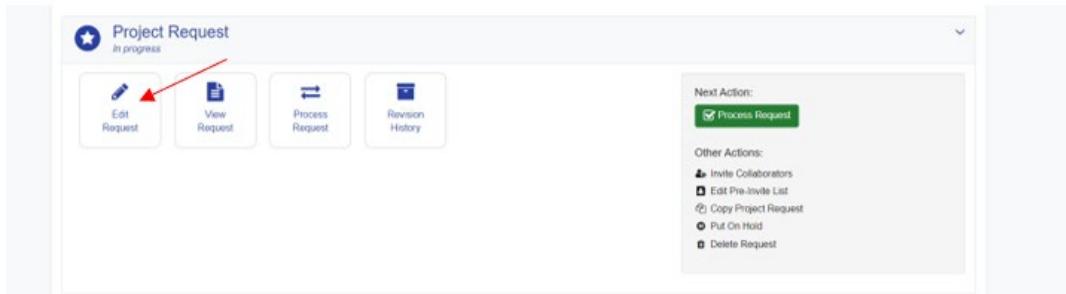 Project Request
In progress
Edit
Request
View
Request
Process
Request
Revision
History
Next Action:
Process Request
Other Actions:
Invite Collaborators
Edit Pre-Invite List
Copy Project Request
Put On Hold
Delete Request